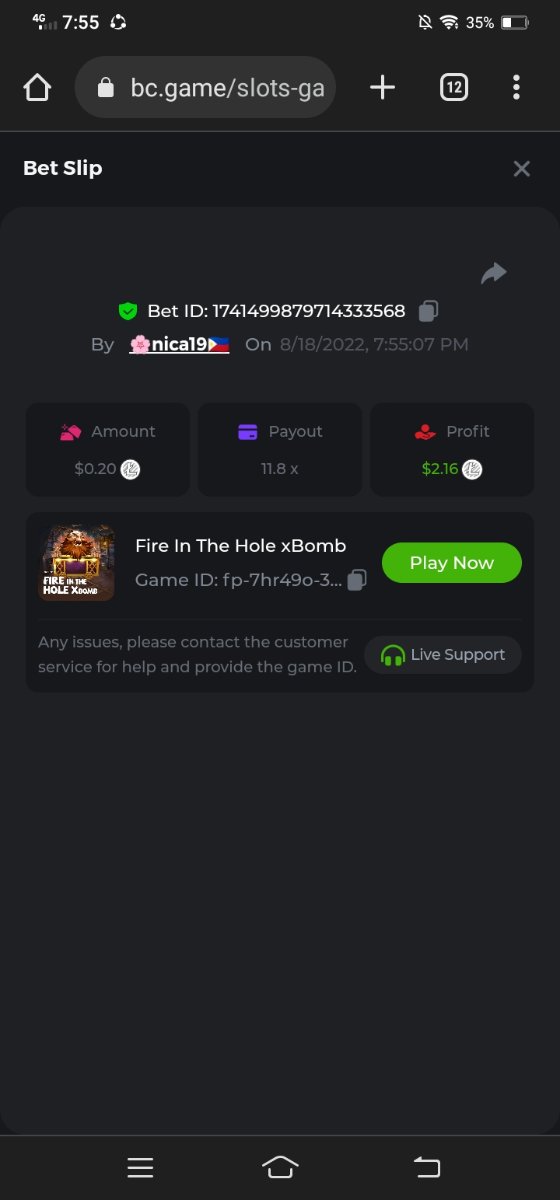 4G 7:55 35%
bc.game/slots-ga 12
Bet Slip
Bet ID: 1741499879714333568
By 🌸nica19🇵🇭 On 8/18/2022, 7:55:07 PM
Amount Payout Profit
$0.20 11.8 x $2.16
Fire In The Hole xBomb
Game ID: fp-7hr49o-3...
Play Now
FIRE IN THE
HOLE XBOMB
Any issues, please contact the customer
service for help and provide the game ID.
Live Support